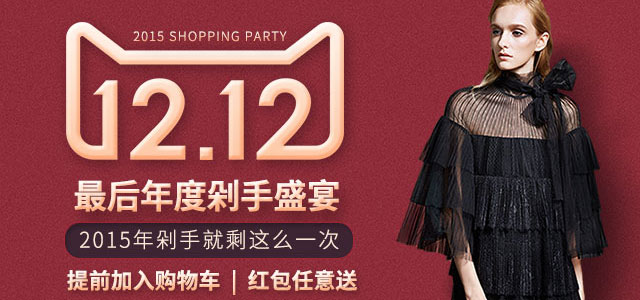 2015 SHOPPING PARTY
12.12
最后年度剁手盛宴
2015年剁手就剩这么一次
提前加入购物车 | 红包任意送